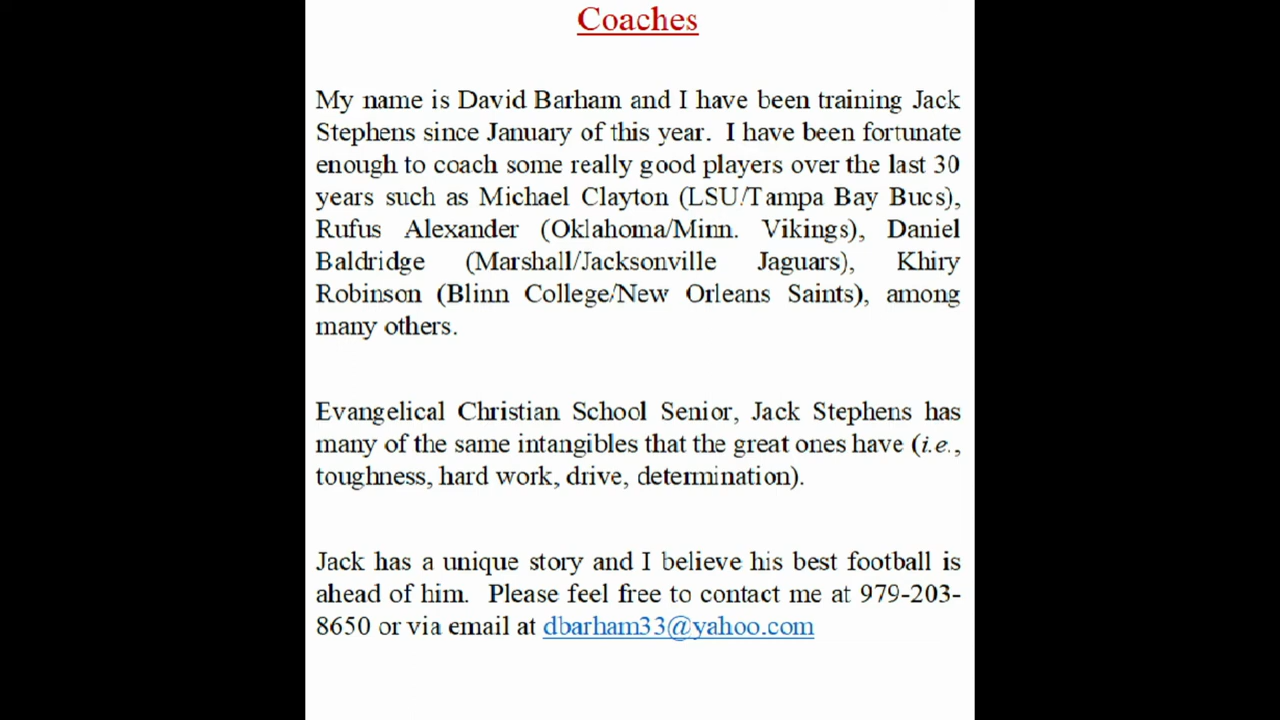 Coaches
My name is David Barham and I have been training Jack
Stephens since January of this year. I have been fortunate
enough to coach some really good players over the last 30
years such as Michael Clayton (LSU/Tampa Bay Bucs),
Rufus Alexander (Oklahoma/Minn. Vikings), Daniel
Baldridge (Marshall/Jacksonville Jaguars), Khiry
Robinson (Blinn College/New Orleans Saints), among
many others.
Evangelical Christian School Senior, Jack Stephens has
many of the same intangibles that the great ones have (i.e.,
toughness, hard work, drive, determination).
Jack has a unique story and I believe his best football is
ahead of him. Please feel free to contact me at 979-203-
8650 or via email at dbarham33@yahoo.com